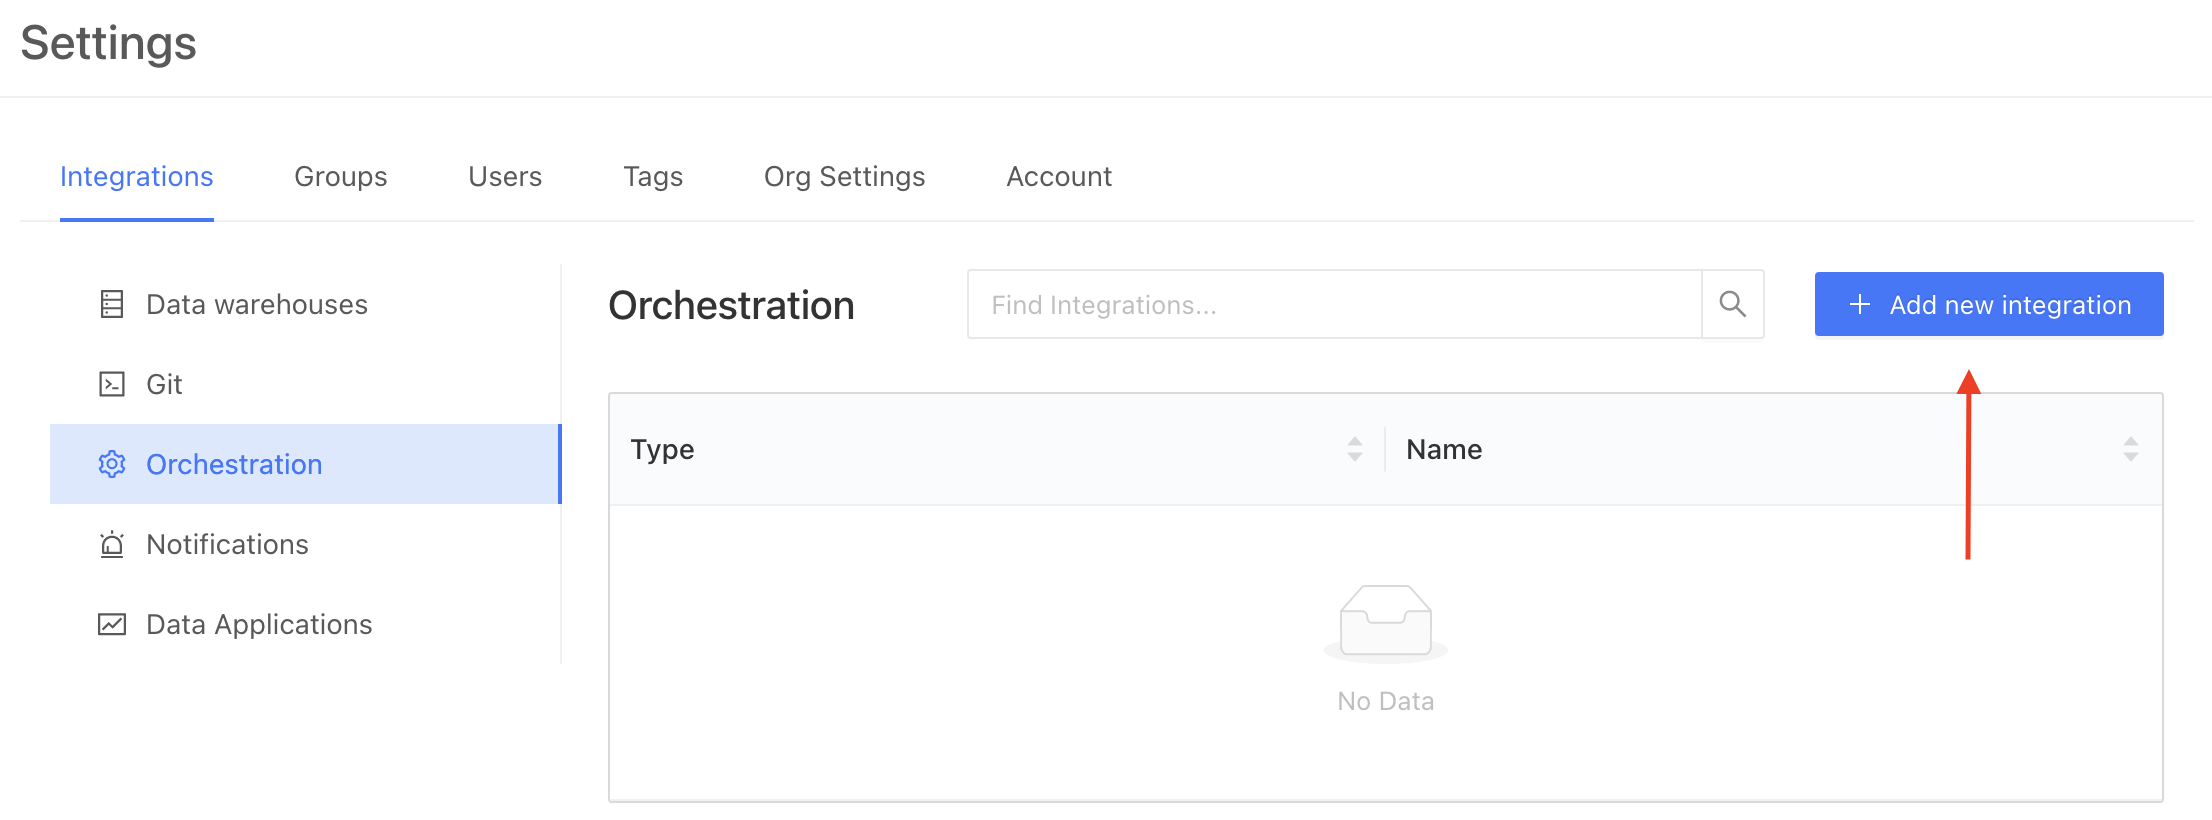 Settings
Integrations Groups Users Tags Org Settings Account
Data warehouses
Git
Orchestration
Notifications
Data Applications
Orchestration Find Integrations... + Add new integration
Type Name
No Data